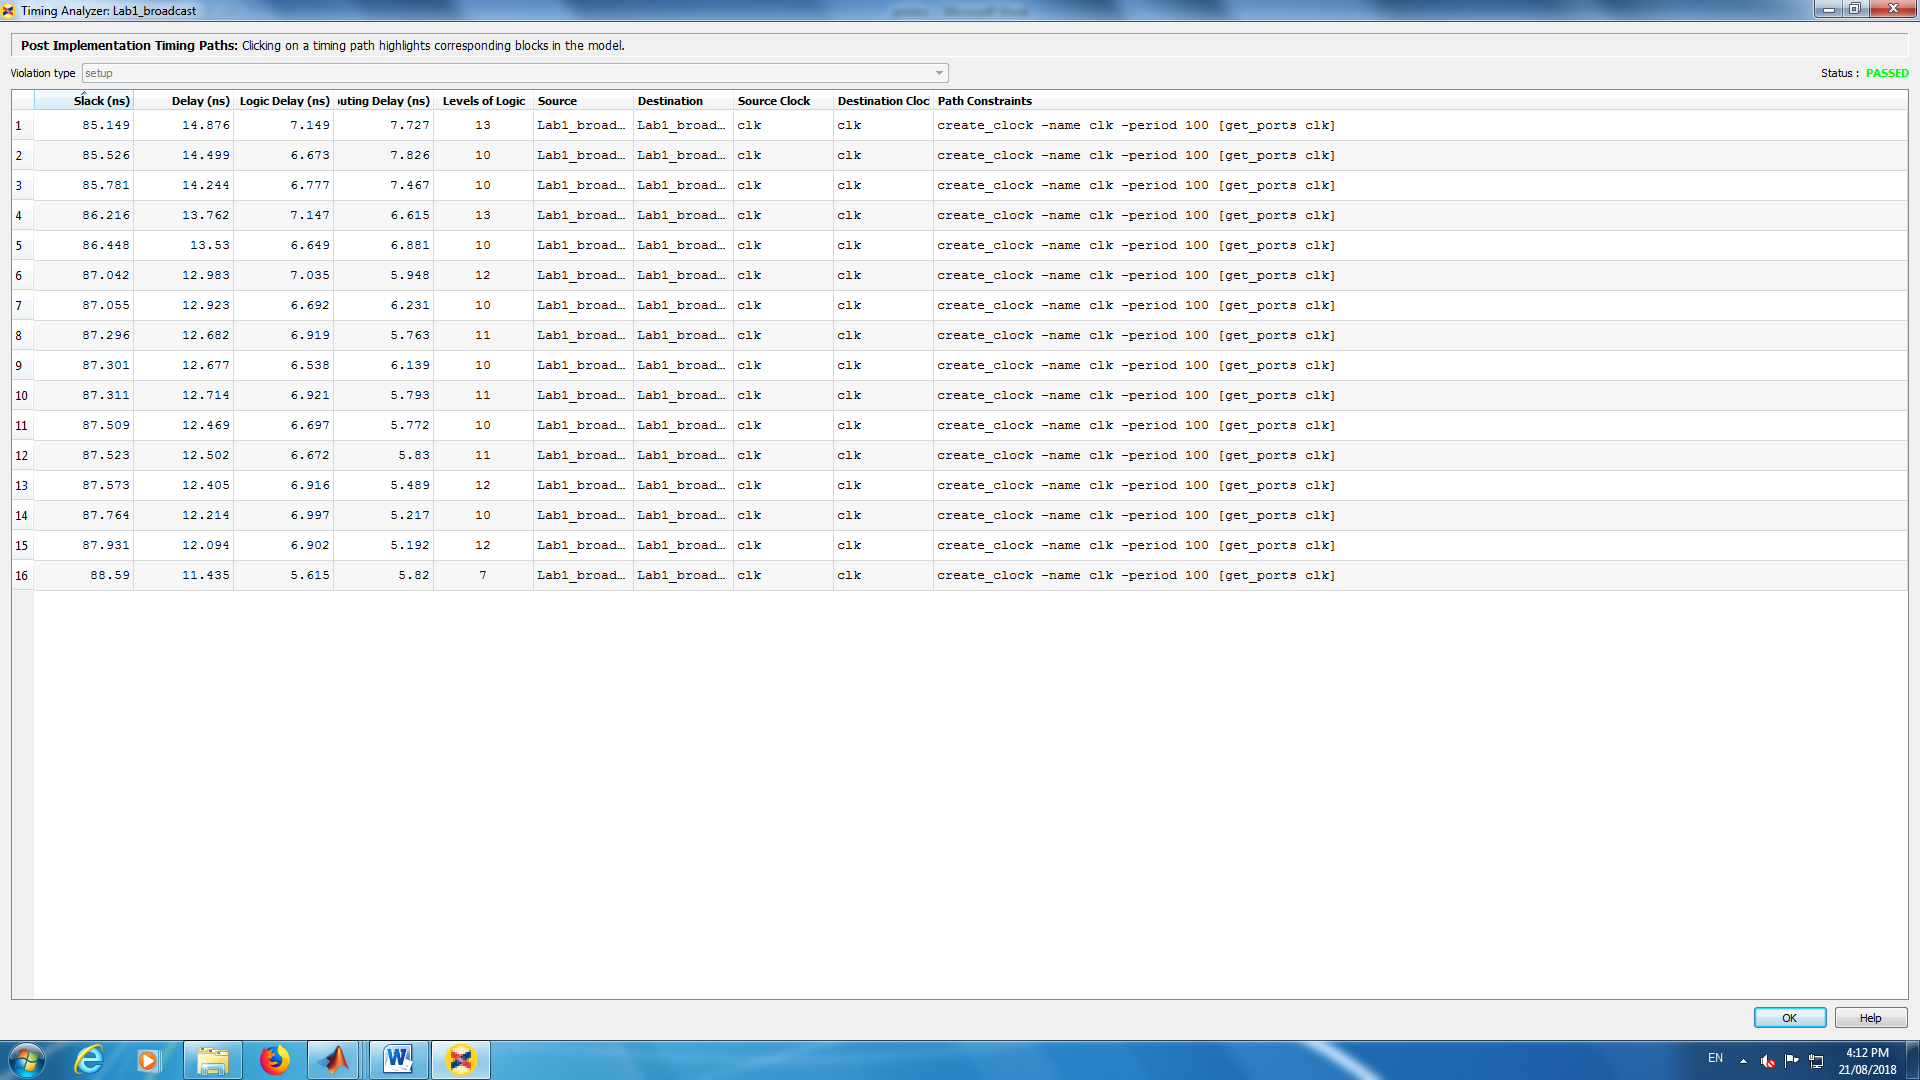 Timing Analyzer: Lab1_broadcast
Post Implementation Timing Paths: Clicking on a timing path highlights corresponding blocks in the model.
Violation type setup Status : PASSED
Slack (ns) Delay (ns) Logic Delay (ns) outing Delay (ns) Levels of Logic Source Destination Source Clock Destination Cloc Path Constraints
1 85.149 14.876 7.149 7.727 13 Lab1_broad... Lab1_broad... clk clk create_clock -name clk -period 100 [get_ports clk]
2 85.526 14.499 6.673 7.826 10 Lab1_broad... Lab1_broad... clk clk create_clock -name clk -period 100 [get_ports clk]
3 85.781 14.244 6.777 7.467 10 Lab1_broad... Lab1_broad... clk clk create_clock -name clk -period 100 [get_ports clk]
4 86.216 13.762 7.147 6.615 13 Lab1_broad... Lab1_broad... clk clk create_clock -name clk -period 100 [get_ports clk]
5 86.448 13.53 6.649 6.881 10 Lab1_broad... Lab1_broad... clk clk create_clock -name clk -period 100 [get_ports clk]
6 87.042 12.983 7.035 5.948 12 Lab1_broad... Lab1_broad... clk clk create_clock -name clk -period 100 [get_ports clk]
7 87.055 12.923 6.692 6.231 10 Lab1_broad... Lab1_broad... clk clk create_clock -name clk -period 100 [get_ports clk]
8 87.296 12.682 6.919 5.763 11 Lab1_broad... Lab1_broad... clk clk create_clock -name clk -period 100 [get_ports clk]
9 87.301 12.677 6.538 6.139 10 Lab1_broad... Lab1_broad... clk clk create_clock -name clk -period 100 [get_ports clk]
10 87.311 12.714 6.921 5.793 11 Lab1_broad... Lab1_broad... clk clk create_clock -name clk -period 100 [get_ports clk]
11 87.509 12.469 6.697 5.772 10 Lab1_broad... Lab1_broad... clk clk create_clock -name clk -period 100 [get_ports clk]
12 87.523 12.502 6.672 5.83 11 Lab1_broad... Lab1_broad... clk clk create_clock -name clk -period 100 [get_ports clk]
13 87.573 12.405 6.916 5.489 12 Lab1_broad... Lab1_broad... clk clk create_clock -name clk -period 100 [get_ports clk]
14 87.764 12.214 6.997 5.217 10 Lab1_broad... Lab1_broad... clk clk create_clock -name clk -period 100 [get_ports clk]
15 87.931 12.094 6.902 5.192 12 Lab1_broad... Lab1_broad... clk clk create_clock -name clk -period 100 [get_ports clk]
16 88.59 11.435 5.615 5.82 7 Lab1_broad... Lab1_broad... clk clk create_clock -name clk -period 100 [get_ports clk]
OK Help
EN 4:12 PM
21/08/2018